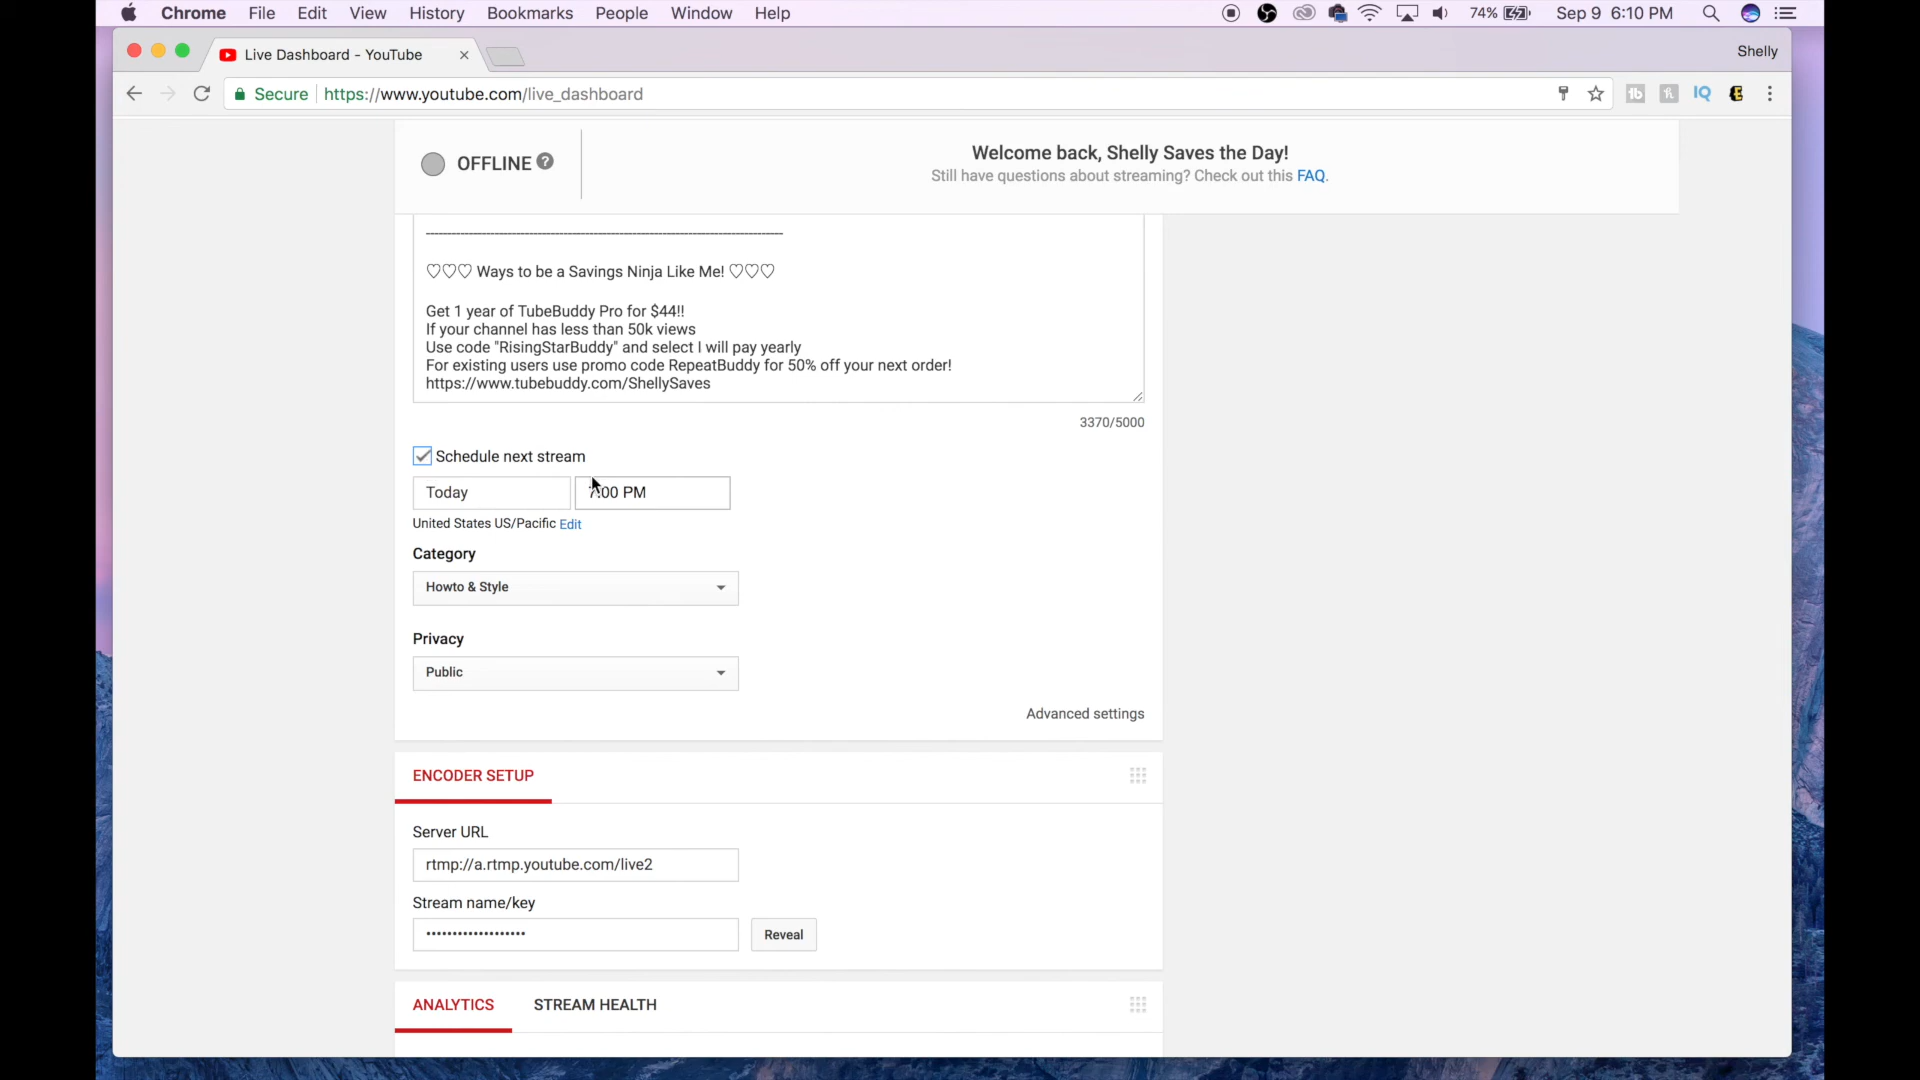 Chrome File Edit View History Bookmarks People Window Help 74% Sep 9 6:10 PM
Live Dashboard - YouTube Shelly
Secure https://www.youtube.com/live_dashboard
OFFLINE ?
Welcome back, Shelly Saves the Day!
Still have questions about streaming? Check out this FAQ.
♡♡♡ Ways to be a Savings Ninja Like Me! ♡♡♡
Get 1 year of TubeBuddy Pro for $44!!
If your channel has less than 50k views
Use code "RisingStarBuddy" and select I will pay yearly
For existing users use promo code RepeatBuddy for 50% off your next order!
https://www.tubebuddy.com/ShellySaves
3370/5000
Schedule next stream
Today 7:00 PM
United States US/Pacific Edit
Category
Howto & Style
Privacy
Public
Advanced settings
ENCODER SETUP
Server URL
rtmp://a.rtmp.youtube.com/live2
Stream name/key
Reveal
ANALYTICS STREAM HEALTH